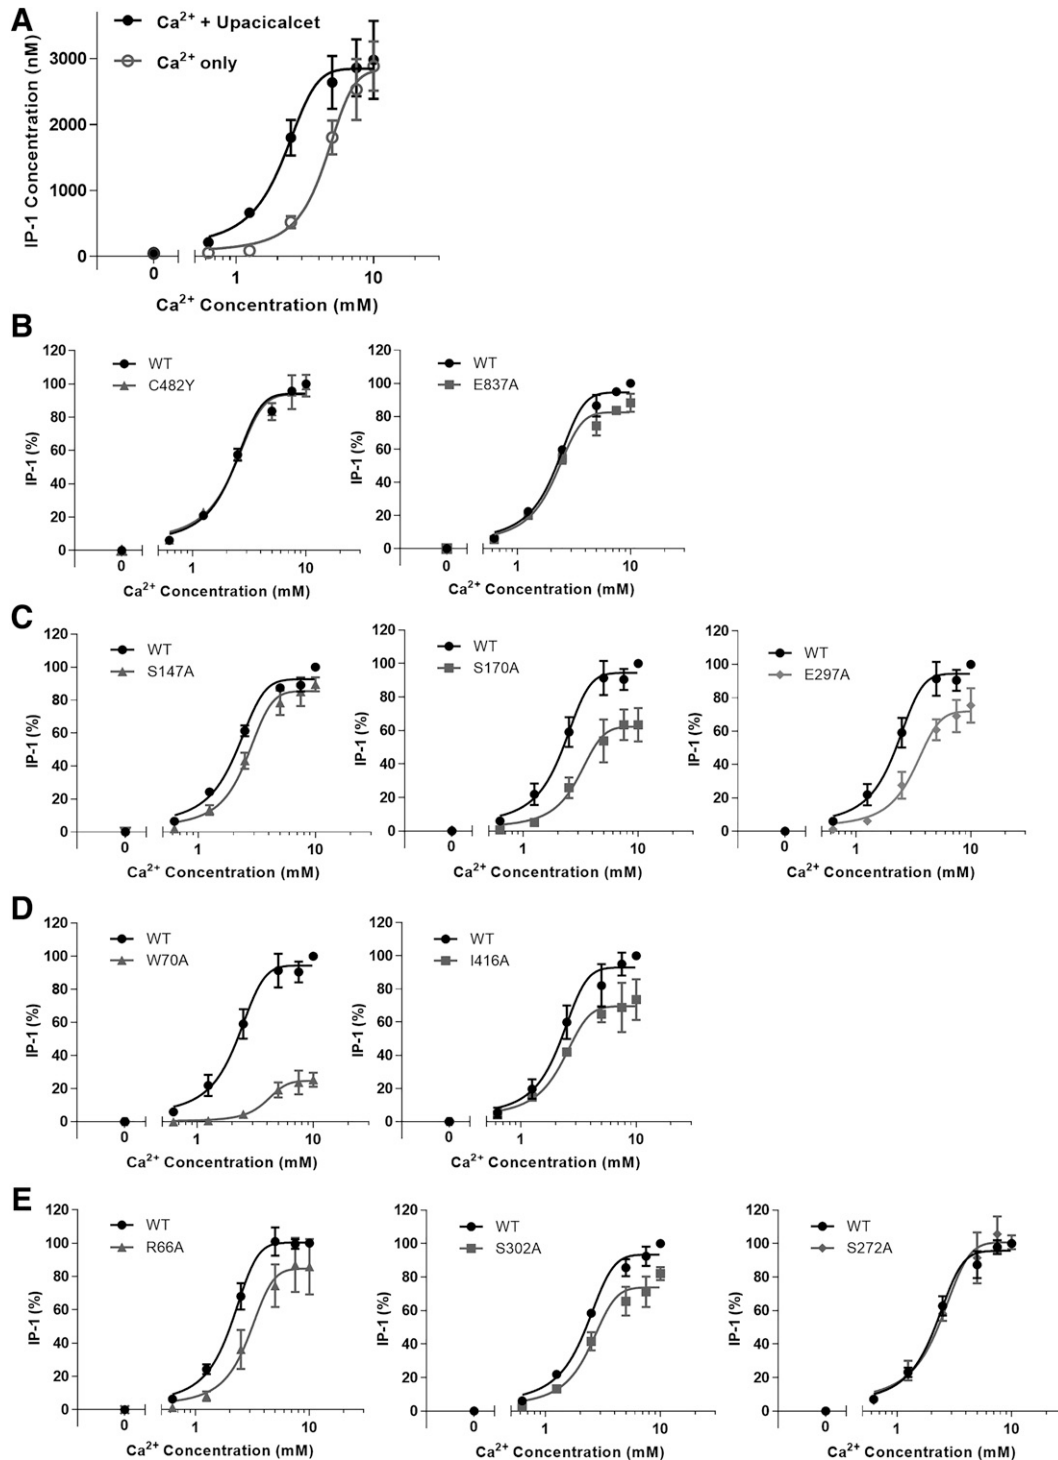 A
Ca²⁺ + Upacicalcet
Ca²⁺ only
IP-1 Concentration (nM)
3000
2000
1000
0
0 1 10
Ca²⁺ Concentration (mM)
B
WT
C482Y
IP-1 (%)
120
100
80
60
40
20
0
0 1 10
Ca²⁺ Concentration (mM)
WT
E837A
IP-1 (%)
120
100
80
60
40
20
0
0 1 10
Ca²⁺ Concentration (mM)
C
WT
S147A
IP-1 (%)
120
100
80
60
40
20
0
0 1 10
Ca²⁺ Concentration (mM)
WT
S170A
IP-1 (%)
120
100
80
60
40
20
0
0 1 10
Ca²⁺ Concentration (mM)
WT
E297A
IP-1 (%)
120
100
80
60
40
20
0
0 1 10
Ca²⁺ Concentration (mM)
D
WT
W70A
IP-1 (%)
120
100
80
60
40
20
0
0 1 10
Ca²⁺ Concentration (mM)
WT
I416A
IP-1 (%)
120
100
80
60
40
20
0
0 1 10
Ca²⁺ Concentration (mM)
E
WT
R66A
IP-1 (%)
120
100
80
60
40
20
0
0 1 10
Ca²⁺ Concentration (mM)
WT
S302A
IP-1 (%)
120
100
80
60
40
20
0
0 1 10
Ca²⁺ Concentration (mM)
WT
S272A
IP-1 (%)
120
100
80
60
40
20
0
0 1 10
Ca²⁺ Concentration (mM)